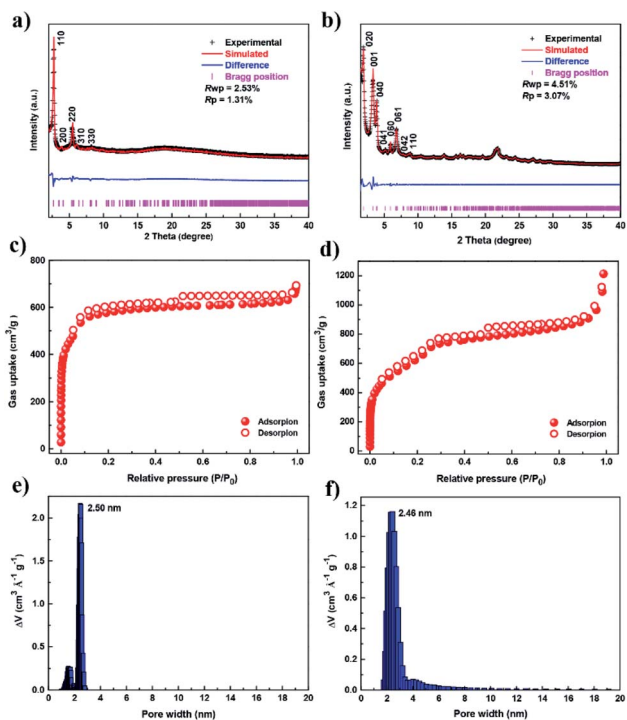 a)
110
200
220
310
330
Experimental
Simulated
Difference
Bragg position
Rwp = 2.53%
Rp = 1.31%
Intensity (a.u.)
5 10 15 20 25 30 35 40
2 Theta (degree)
b)
020
001
040
041
060
061
042
110
Experimental
Simulated
Difference
Bragg position
Rwp = 4.51%
Rp = 3.07%
Intensity (a.u.)
5 10 15 20 25 30 35 40
2 Theta (degree)
c)
800
600
400
200
0
Gas uptake (cm³/g)
Adsorpion
Desorpion
0.0 0.2 0.4 0.6 0.8 1.0
Relative pressure (P/P₀)
d)
1200
1000
800
600
400
200
0
Gas uptake (cm³/g)
Adsorpion
Desorpion
0.0 0.2 0.4 0.6 0.8 1.0
Relative pressure (P/P₀)
e)
2.50 nm
2.0
1.5
1.0
0.5
0.0
ΔV (cm³ Å⁻¹ g⁻¹)
0 2 4 6 8 10 12 14 16 18 20
Pore width (nm)
f)
2.46 nm
1.2
0.9
0.6
0.3
0.0
ΔV (cm³ Å⁻¹ g⁻¹)
0 2 4 6 8 10 12 14 16 18 20
Pore width (nm)